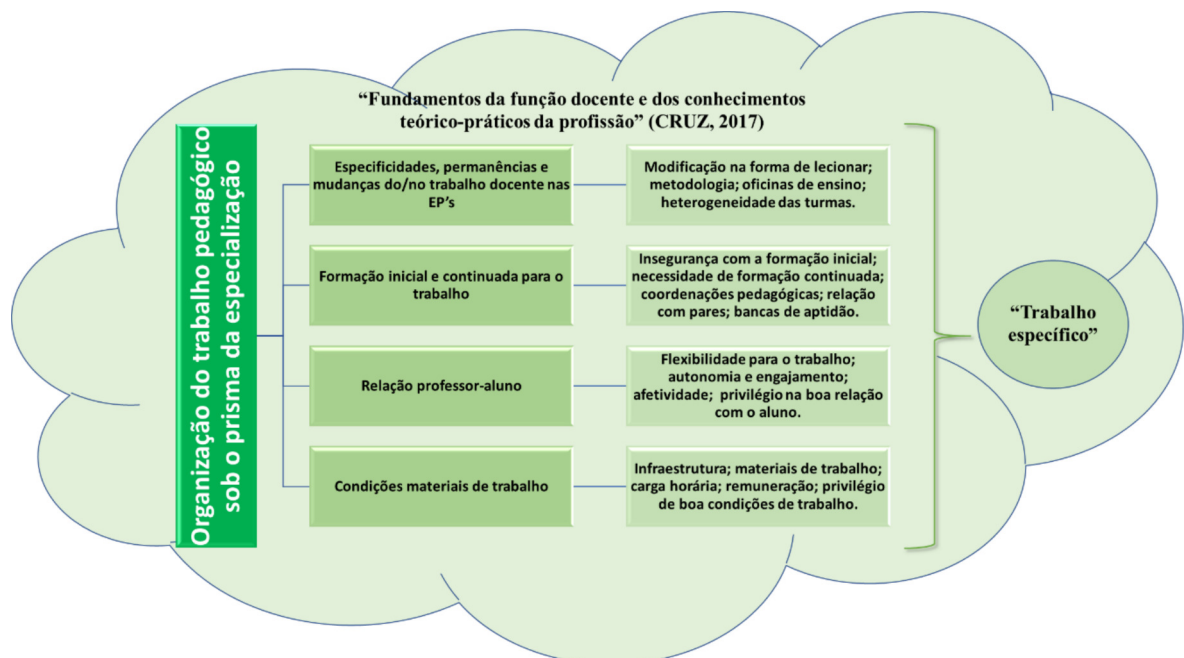 “Fundamentos da função docente e dos conhecimentos
teórico-práticos da profissão” (CRUZ, 2017)
Organização do trabalho pedagógico
sob o prisma da especialização
Especificidades, permanências e
mudanças do/no trabalho docente nas
EP’s
Modificação na forma de lecionar;
metodologia; oficinas de ensino;
heterogeneidade das turmas.
Formação inicial e continuada para o
trabalho
Insegurança com a formação inicial;
necessidade de formação continuada;
coordenações pedagógicas; relação
com pares; bancas de aptidão.
Relação professor-aluno
Flexibilidade para o trabalho;
autonomia e engajamento;
afetividade; privilégio na boa relação
com o aluno.
Condições materiais de trabalho
Infraestrutura; materiais de trabalho;
carga horária; remuneração; privilégio
de boa condições de trabalho.
“Trabalho
específico”